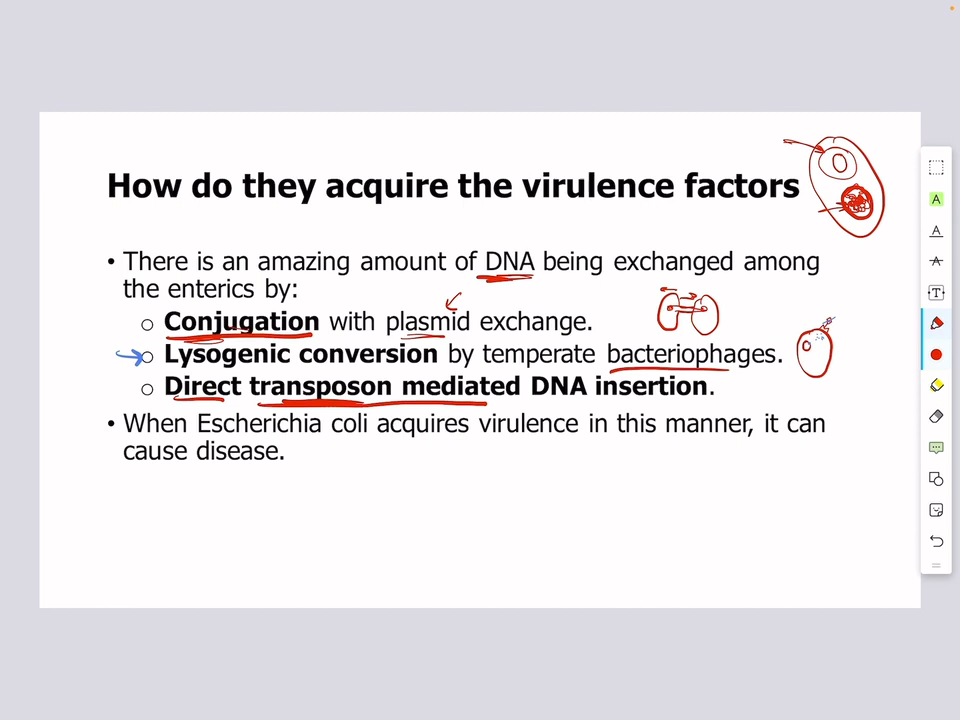 How do they acquire the virulence factors
• There is an amazing amount of DNA being exchanged among
the enterics by:
o Conjugation with plasmid exchange.
o Lysogenic conversion by temperate bacteriophages.
o Direct transposon mediated DNA insertion.
• When Escherichia coli acquires virulence in this manner, it can
cause disease.
A
A
A
T